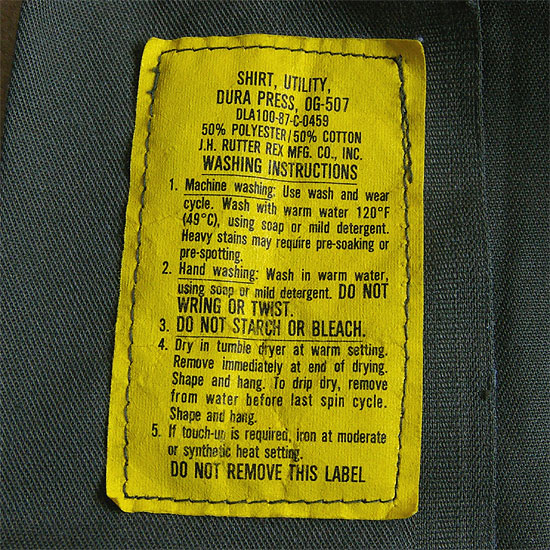 SHIRT, UTILITY,
DURA PRESS, OG-507
DLA100-87-C-0459
50% POLYESTER/50% COTTON
J.H. RUTTER REX MFG. CO., INC.
WASHING INSTRUCTIONS
1. Machine washing: Use wash and wear
cycle. Wash with warm water 120°F
(49°C), using soap or mild detergent.
Heavy stains may require pre-soaking or
pre-spotting.
2. Hand washing: Wash in warm water,
using soap or mild detergent. DO NOT
WRING OR TWIST.
3. DO NOT STARCH OR BLEACH.
4. Dry in tumble dryer at warm setting.
Remove immediately at end of drying.
Shape and hang. To drip dry, remove
from water before last spin cycle.
Shape and hang.
5. If touch-up is required, iron at moderate
or synthetic heat setting.
DO NOT REMOVE THIS LABEL